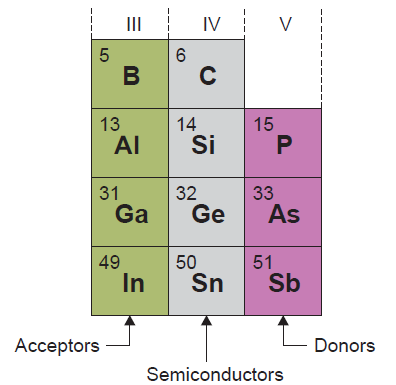 III IV V
5 6
B C
13 14 15
Al Si P
31 32 33
Ga Ge As
49 50 51
In Sn Sb
Acceptors Donors
Semiconductors